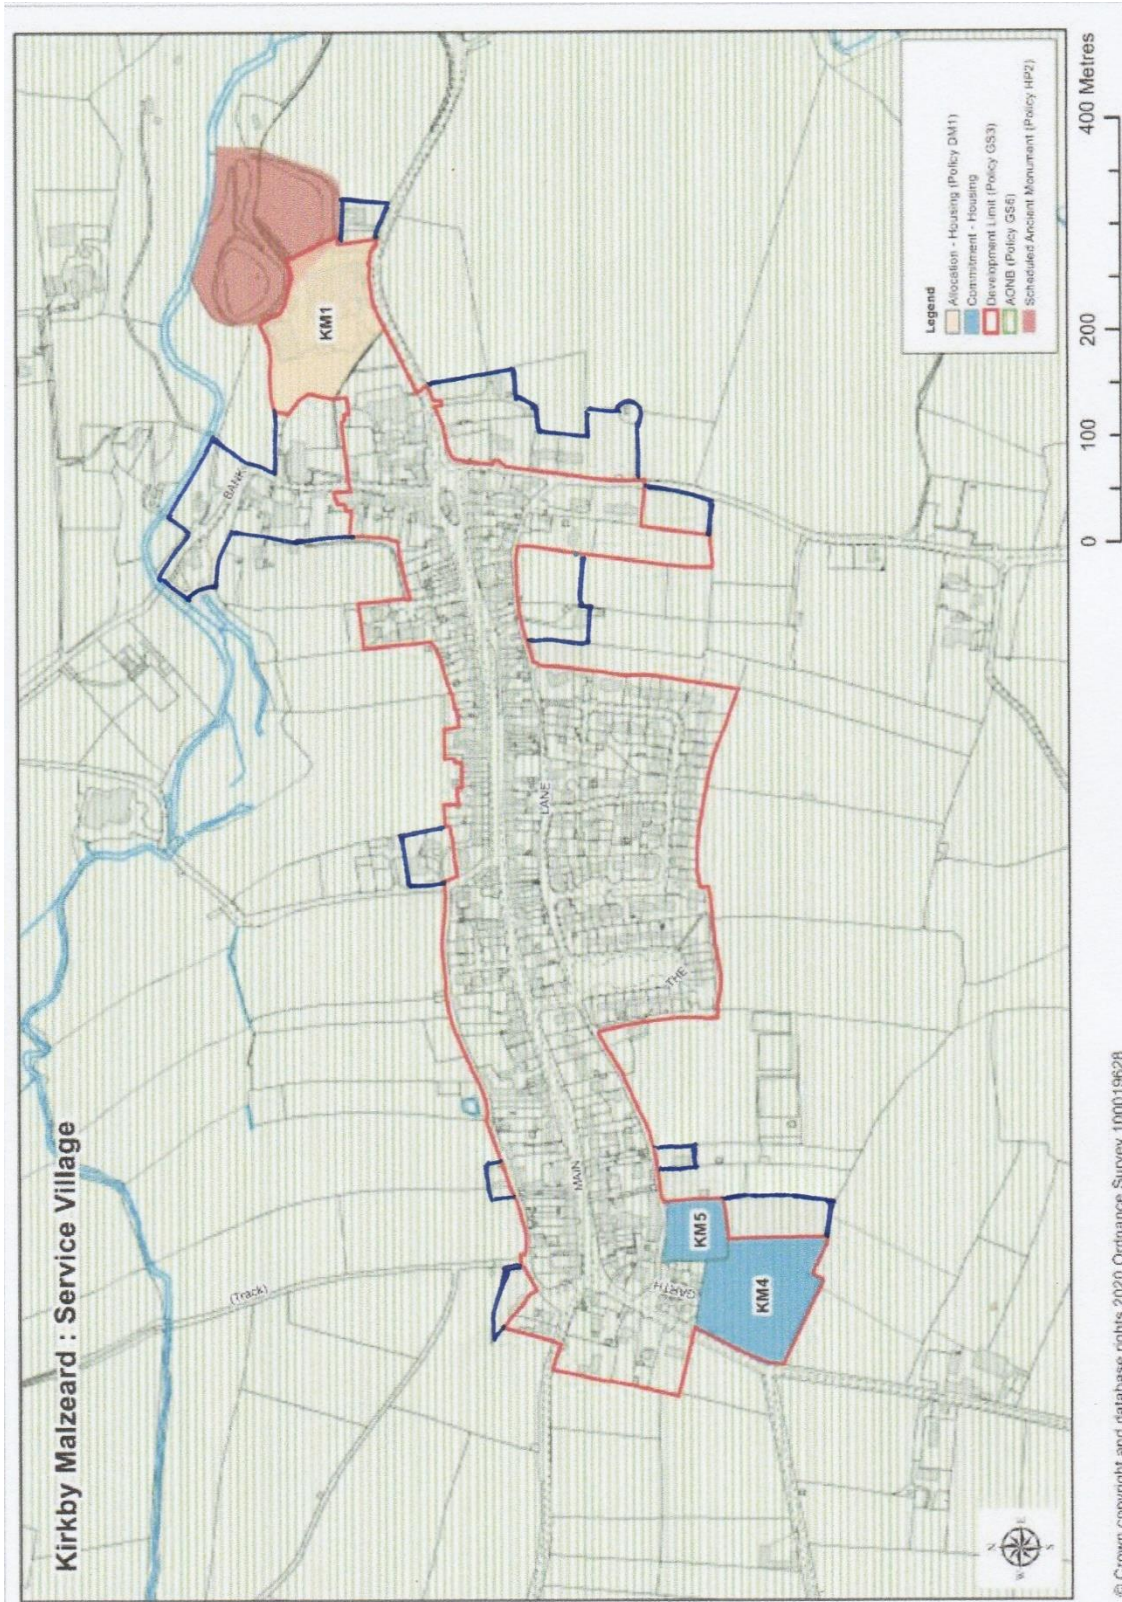 Kirkby Malzeard : Service Village
(Track)
BANK
KM1
MAIN
LANE
THE
GARTH
KM5
KM4
Legend
Allocation - Housing (Policy DM1)
Commitment - Housing
Development Limit (Policy GS3)
AONB (Policy GS6)
Scheduled Ancient Monument (Policy HP2)
N
W
E
S
0
100
200
400 Metres
© Crown copyright and database rights 2020 Ordnance Survey 100019628